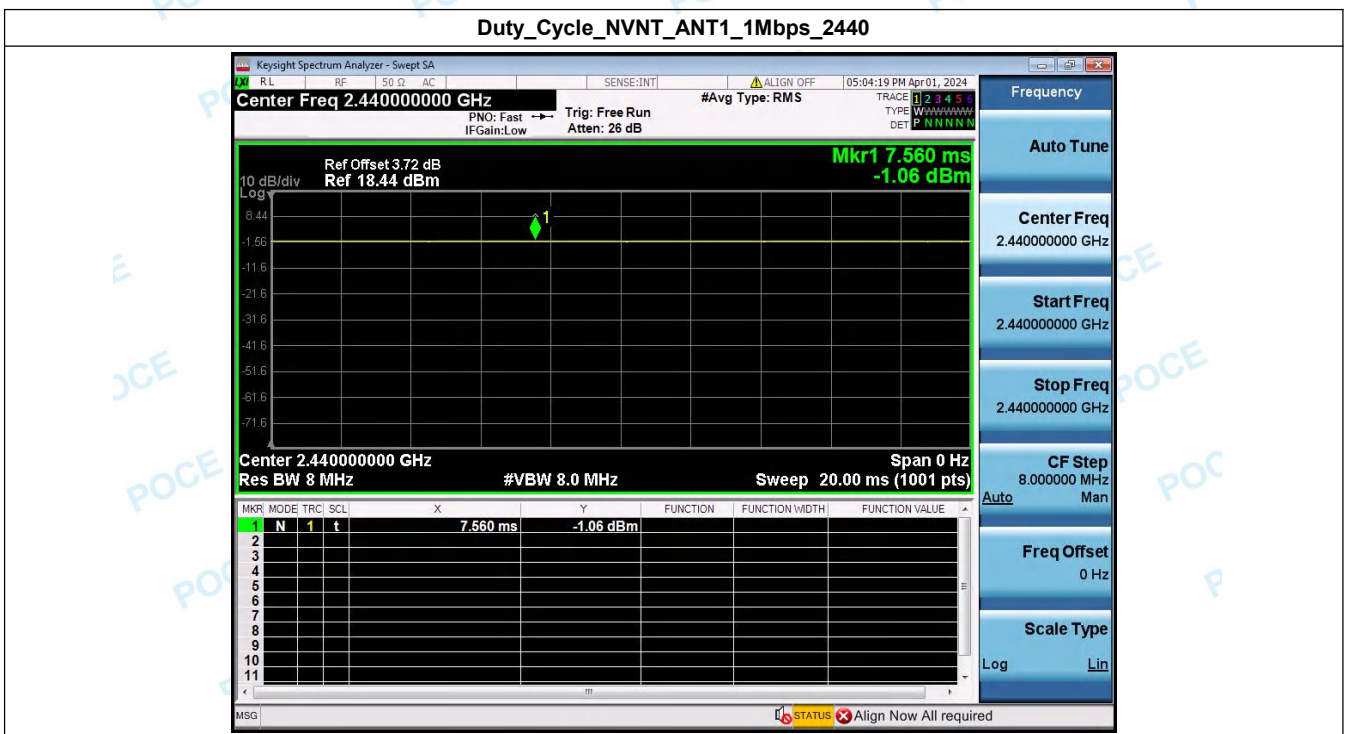 Duty_Cycle_NVNT_ANT1_1Mbps_2440
Keysight Spectrum Analyzer - Swept SA
LXI RL RF 50 Ω AC SENSE:INT ALIGN OFF 05:04:19 PM Apr 01, 2024
Center Freq 2.440000000 GHz
PNO: Fast
IFGain:Low
Trig: Free Run
Atten: 26 dB
#Avg Type: RMS
TRACE 1 2 3 4 5 6
TYPE WWWWWW
DET P N N N N N
Ref Offset 3.72 dB
10 dB/div Ref 18.44 dBm
Log
Mkr1 7.560 ms
-1.06 dBm
8.44
-1.56
-11.6
-21.6
-31.6
-41.6
-51.6
-61.6
-71.6
1
Center 2.440000000 GHz Span 0 Hz
Res BW 8 MHz #VBW 8.0 MHz Sweep 20.00 ms (1001 pts)
MKR MODE TRC SCL X Y FUNCTION FUNCTION WIDTH FUNCTION VALUE
1 N 1 t 7.560 ms -1.06 dBm
2
3
4
5
6
7
8
9
10
11
MSG STATUS Align Now All required
Frequency
Auto Tune
Center Freq
2.440000000 GHz
Start Freq
2.440000000 GHz
Stop Freq
2.440000000 GHz
CF Step
8.000000 MHz
Auto Man
Freq Offset
0 Hz
Scale Type
Log Lin
POCE
POCE
POCE